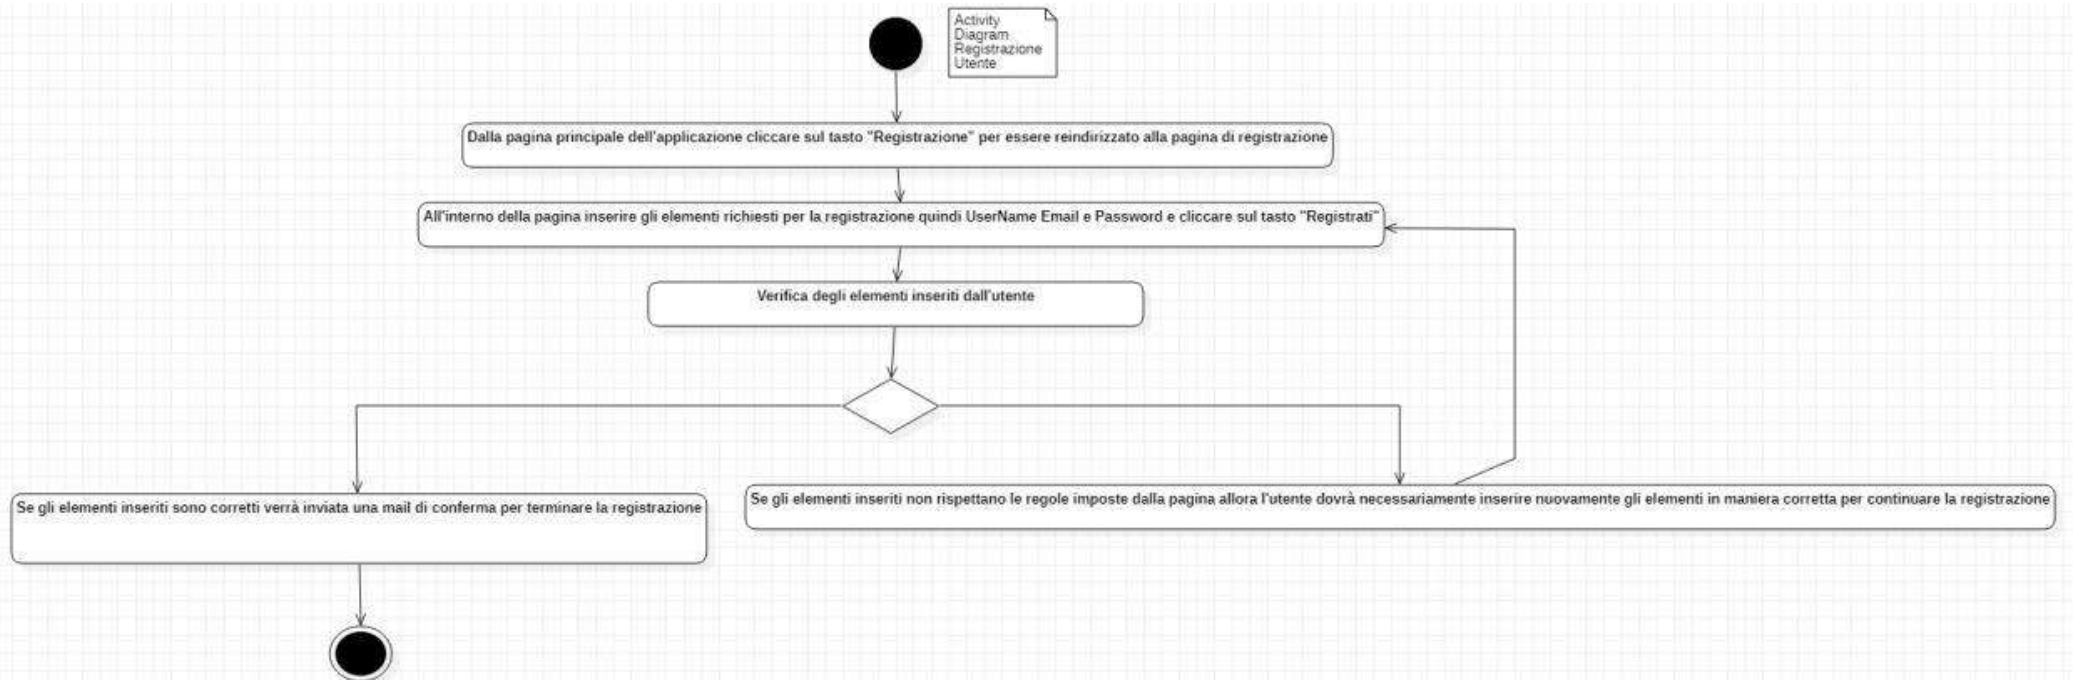 Activity
Diagram
Registrazione
Utente
Dalla pagina principale dell'applicazione cliccare sul tasto "Registrazione" per essere reindirizzato alla pagina di registrazione
All'interno della pagina inserire gli elementi richiesti per la registrazione quindi UserName Email e Password e cliccare sul tasto "Registrati"
Verifica degli elementi inseriti dall'utente
Se gli elementi inseriti sono corretti verrà inviata una mail di conferma per terminare la registrazione
Se gli elementi inseriti non rispettano le regole imposte dalla pagina allora l'utente dovrà necessariamente inserire nuovamente gli elementi in maniera corretta per continuare la registrazione